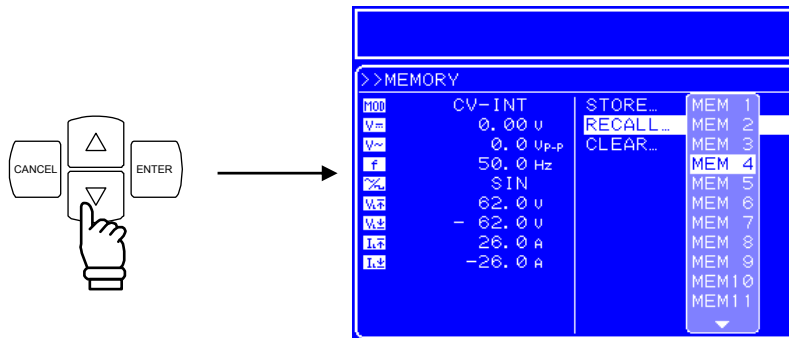 CANCEL
ENTER
>>MEMORY
MOD CV-INT
V= 0.00 V
V~ 0.0 VP-P
f 50.0 Hz
SIN
62.0 V
- 62.0 V
26.0 A
-26.0 A
STORE…
RECALL…
CLEAR…
MEM 1
MEM 2
MEM 3
MEM 4
MEM 5
MEM 6
MEM 7
MEM 8
MEM 9
MEM10
MEM11